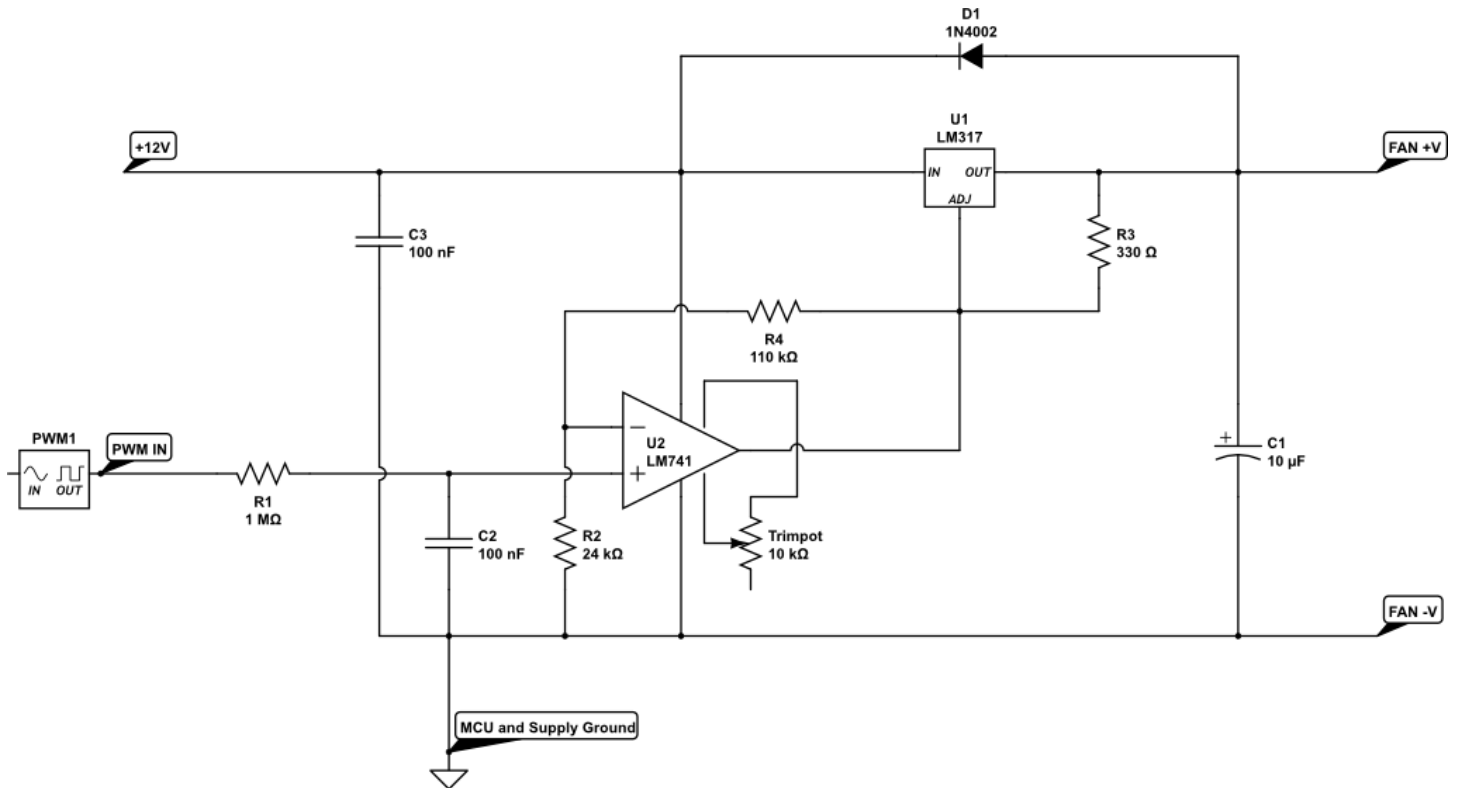 D1
1N4002
U1
LM317
+12V
FAN +V
IN
OUT
ADJ
C3
100 nF
R3
330 Ω
R4
110 kΩ
PWM1
PWM IN
−
U2
LM741
+
+
C1
10 µF
IN
OUT
R1
1 MΩ
C2
100 nF
R2
24 kΩ
Trimpot
10 kΩ
FAN -V
MCU and Supply Ground